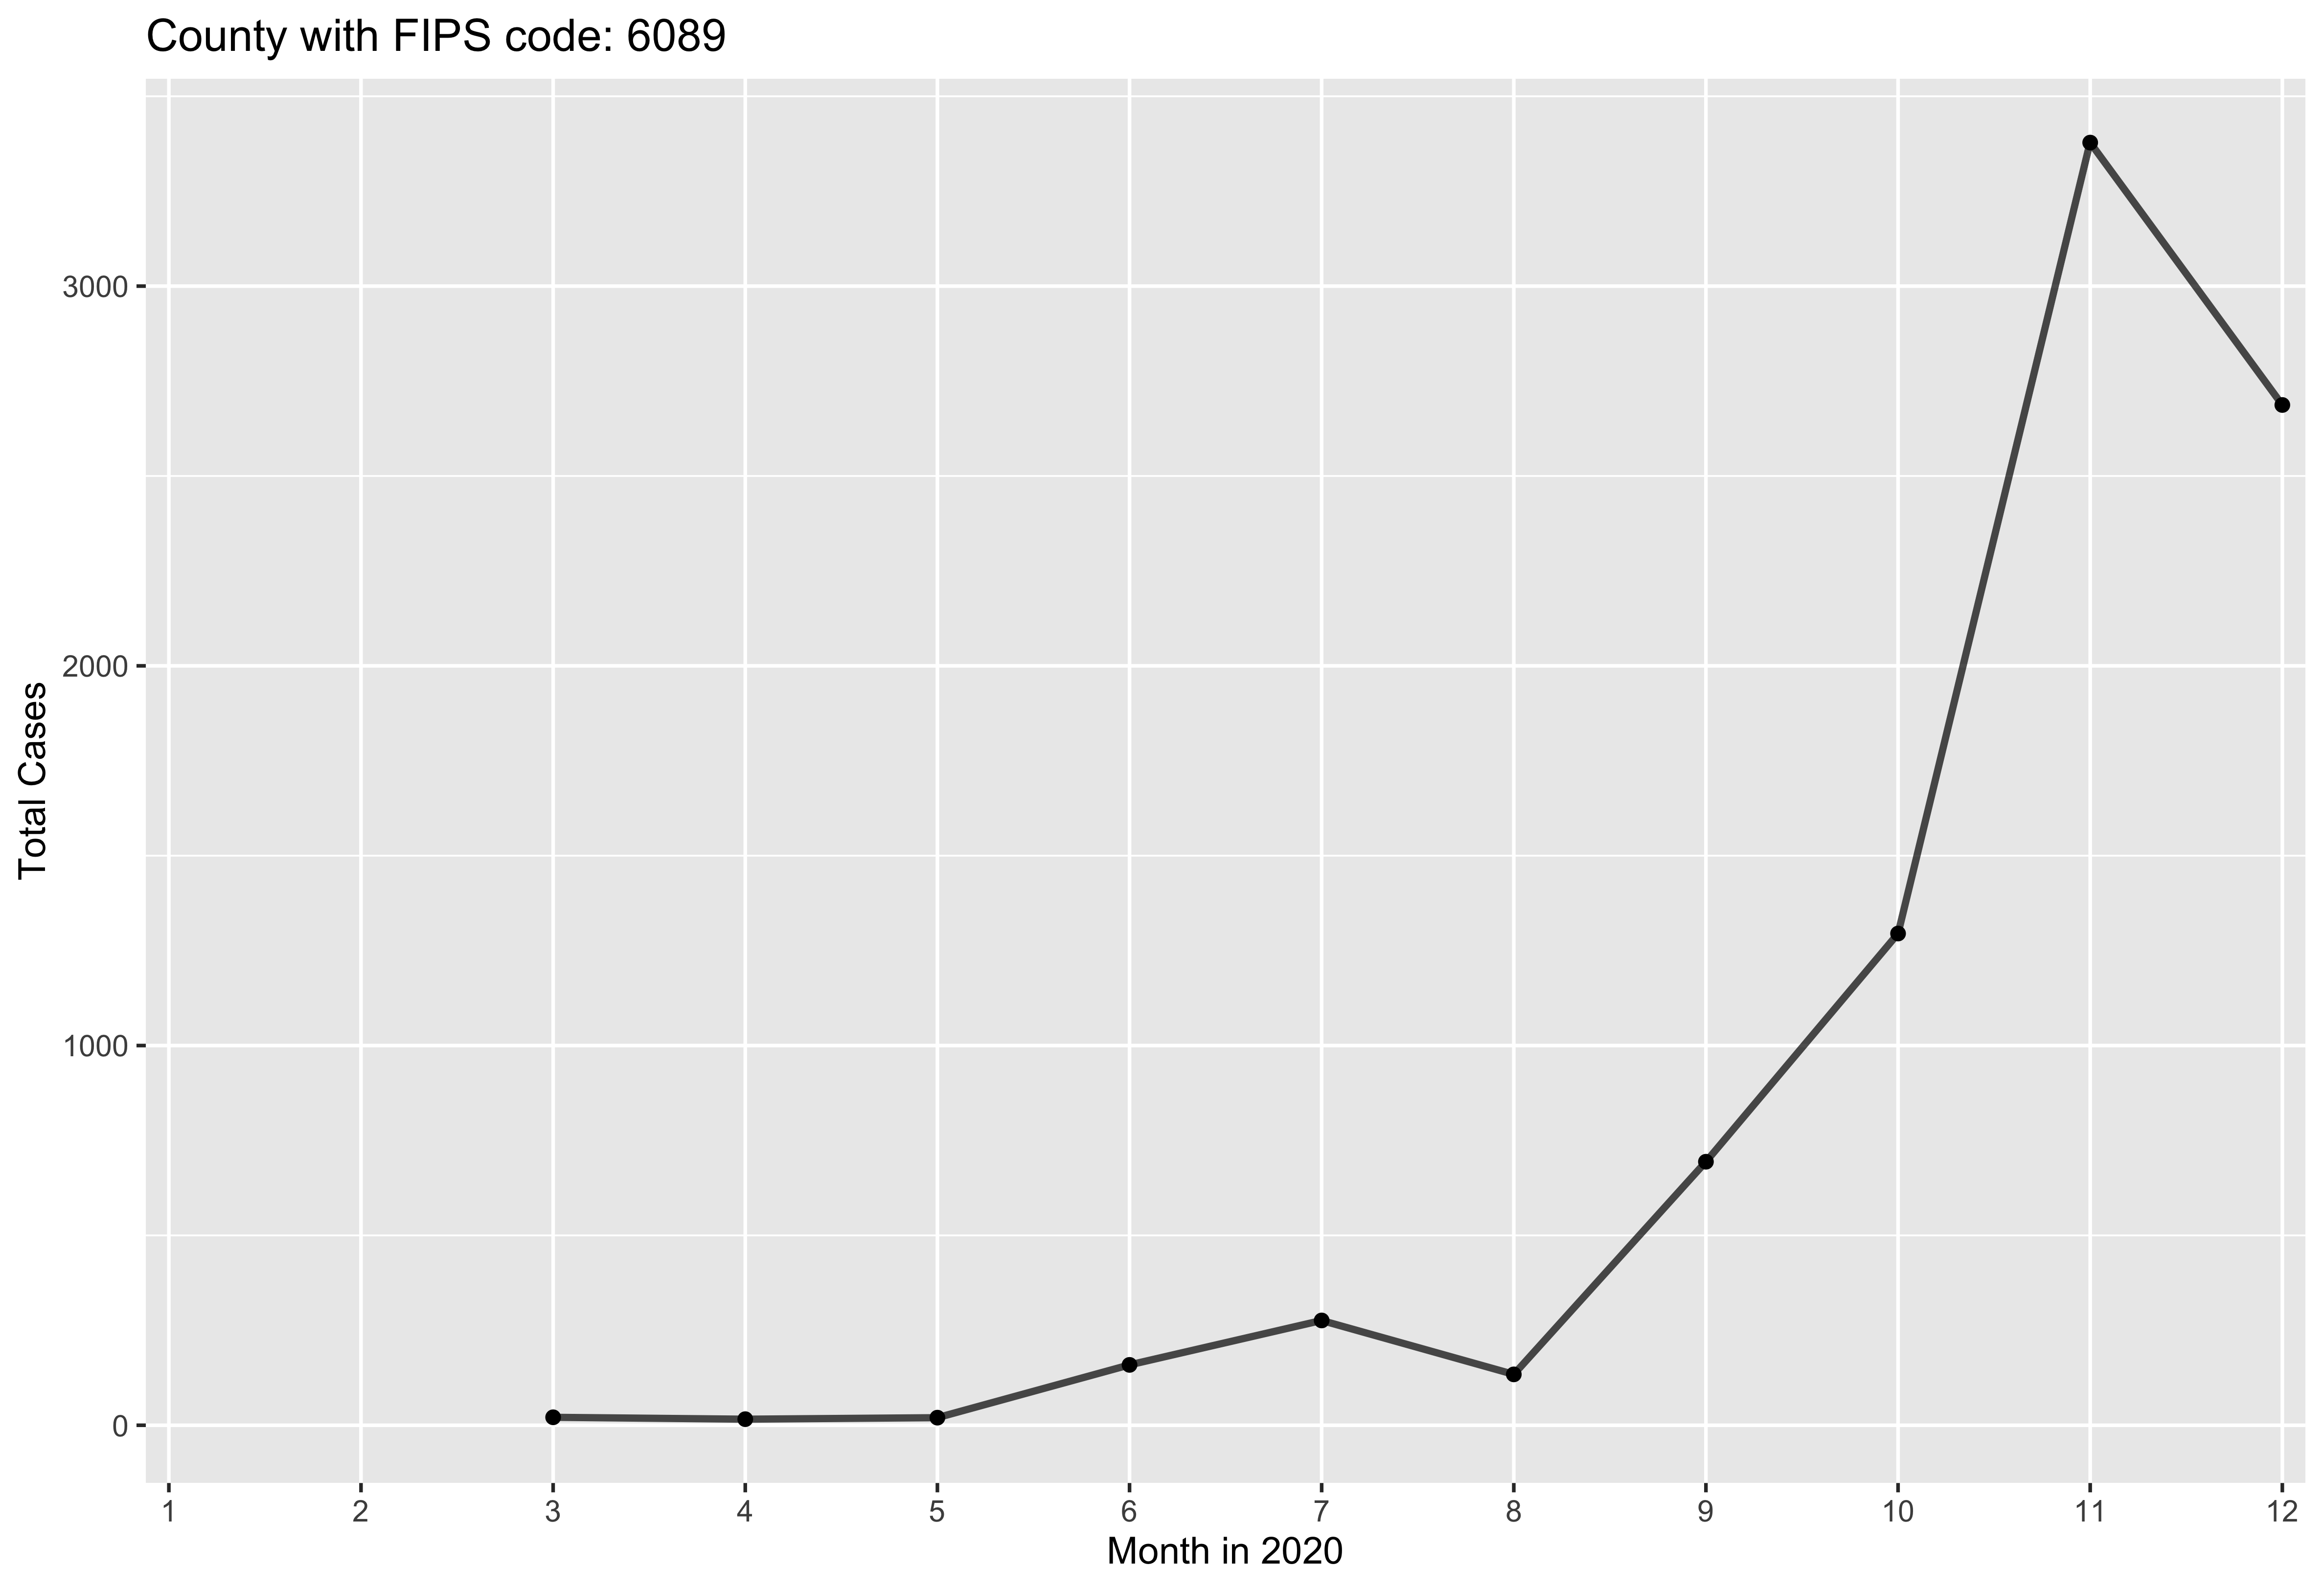 County with FIPS code: 6089
Total Cases
3000
2000
1000
0
1 2 3 4 5 6 7 8 9 10 11 12
Month in 2020